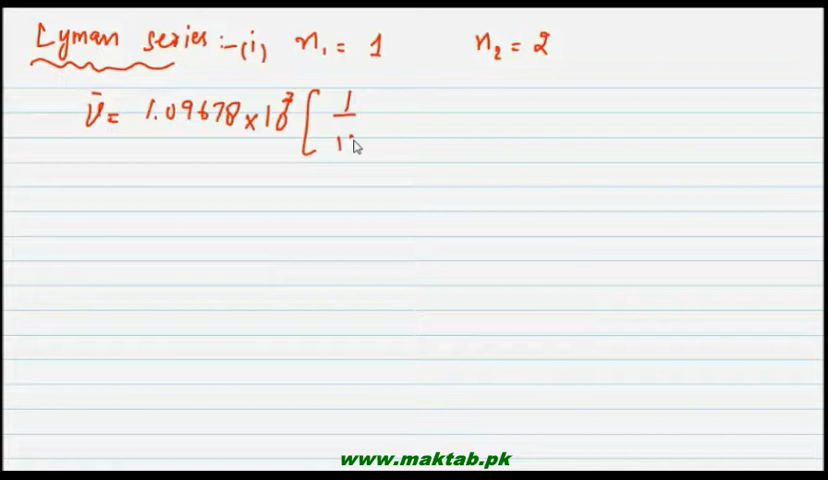 Lyman series :-(i) n₁ = 1 n₂ = 2
ν̄ = 1.09678 × 10⁷ [ 1/1
www.maktab.pk